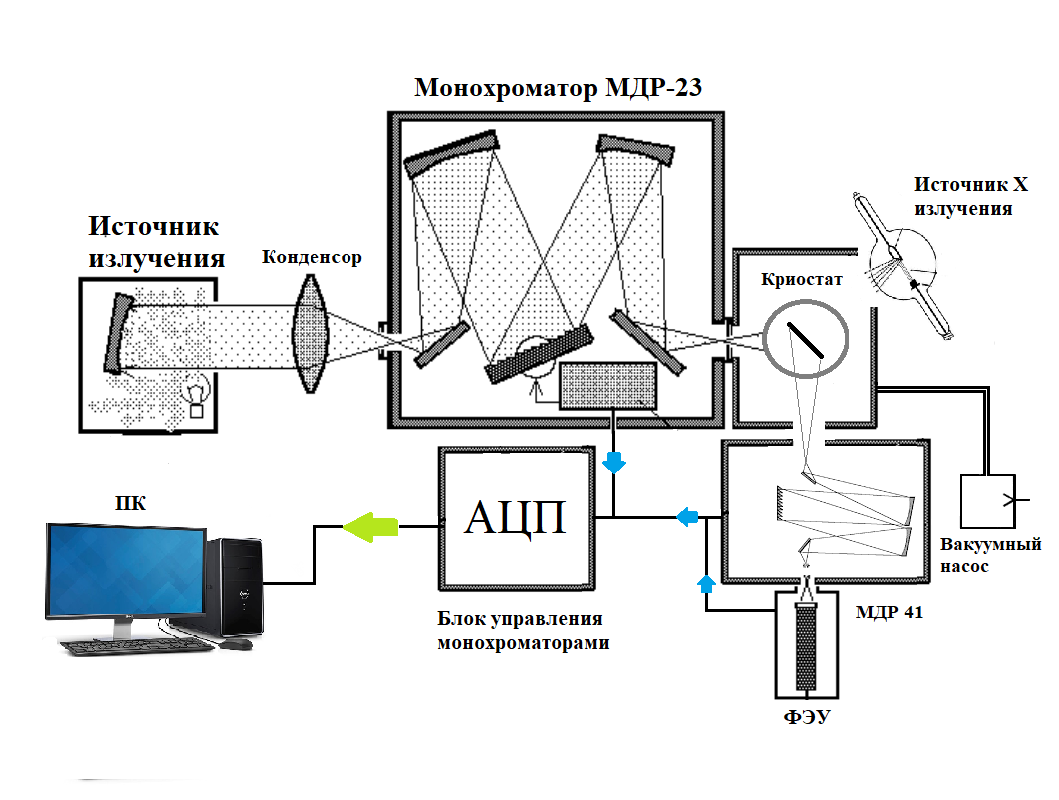 Монохроматор МДР-23
Источник X
излучения
Источник
излучения
Конденсор
Криостат
ПК
АЦП
Вакуумный
насос
Блок управления
монохроматорами
МДР 41
ФЭУ